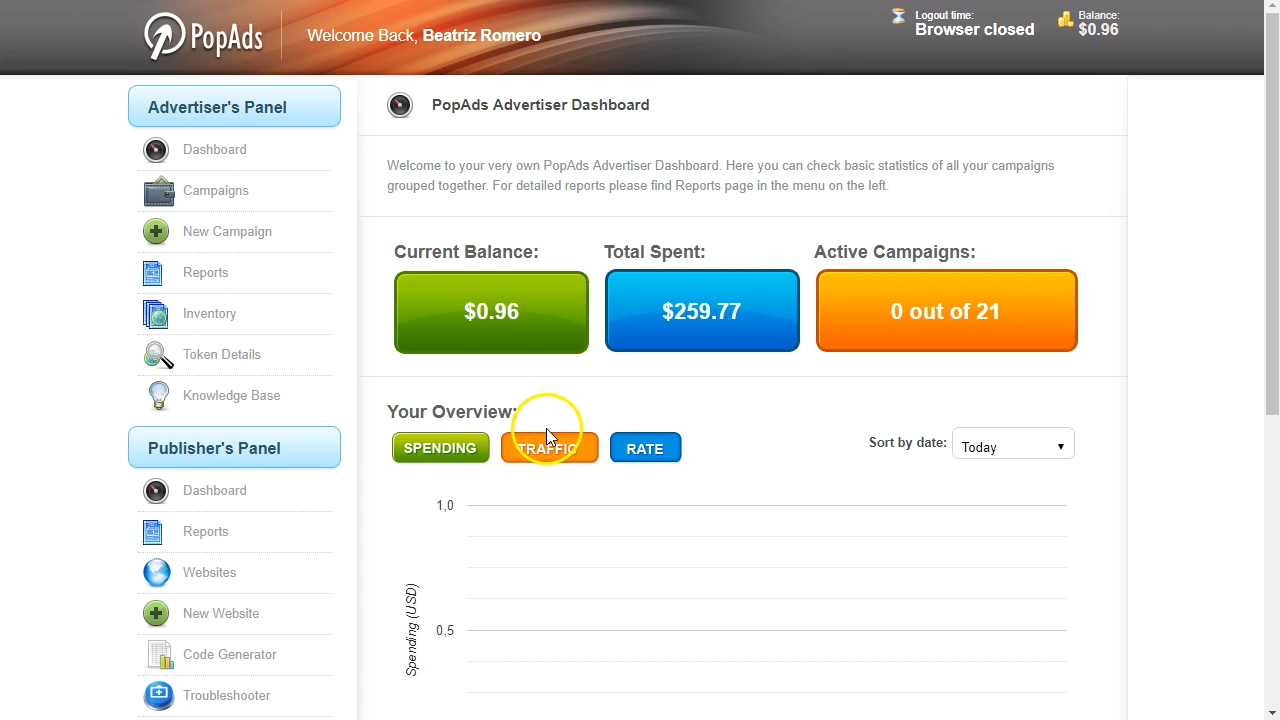 PopAds
Welcome Back, Beatriz Romero
Logout time:
Browser closed
Balance:
$0.96
Advertiser's Panel
Dashboard
Campaigns
New Campaign
Reports
Inventory
Token Details
Knowledge Base
Publisher's Panel
Dashboard
Reports
Websites
New Website
Code Generator
Troubleshooter
PopAds Advertiser Dashboard
Welcome to your very own PopAds Advertiser Dashboard. Here you can check basic statistics of all your campaigns
grouped together. For detailed reports please find Reports page in the menu on the left.
Current Balance:
$0.96
Total Spent:
$259.77
Active Campaigns:
0 out of 21
Your Overview:
SPENDING
TRAFFIC
RATE
Sort by date:
Today
1,0
0,5
Spending (USD)